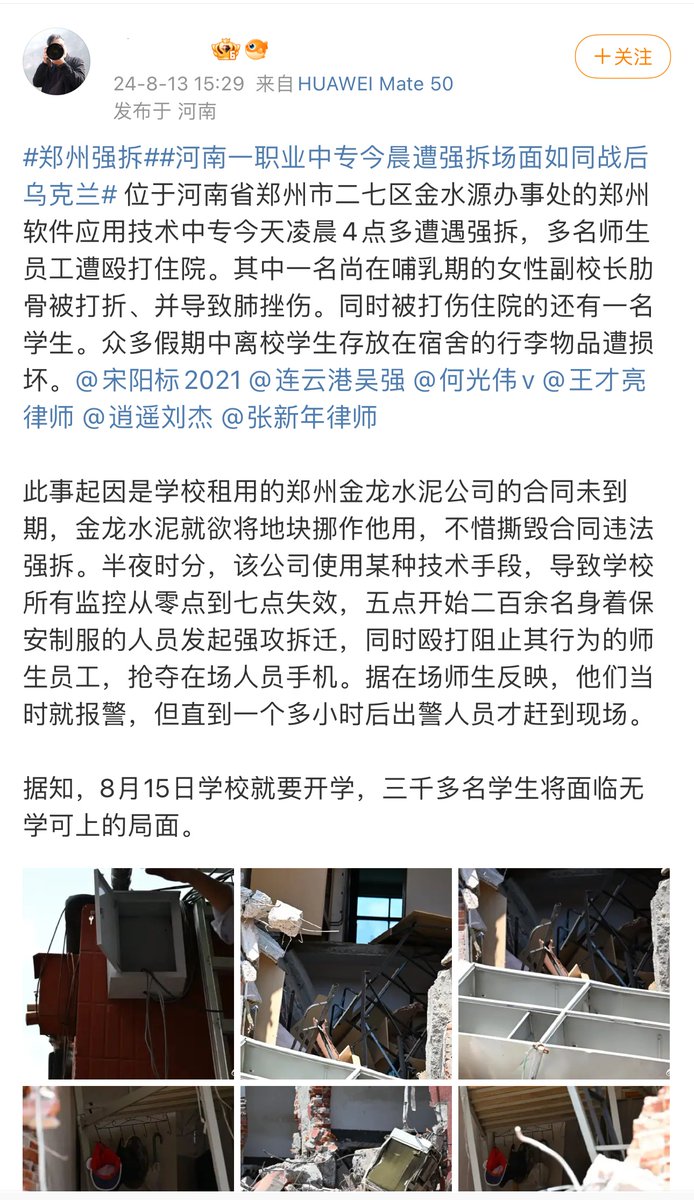 +关注
24-8-13 15:29 来自HUAWEI Mate 50
发布于 河南
#郑州强拆##河南一职业中专今晨遭强拆场面如同战后
乌克兰# 位于河南省郑州市二七区金水源办事处的郑州
软件应用技术中专今天凌晨4点多遭遇强拆，多名师生
员工遭殴打住院。其中一名尚在哺乳期的女性副校长肋
骨被打折、并导致肺挫伤。同时被打伤住院的还有一名
学生。众多假期中离校学生存放在宿舍的行李物品遭损
坏。@宋阳标2021 @连云港吴强 @何光伟v @王才亮
律师 @逍遥刘杰 @张新年律师
此事起因是学校租用的郑州金龙水泥公司的合同未到
期，金龙水泥就欲将地块挪作他用，不惜撕毁合同违法
强拆。半夜时分，该公司使用某种技术手段，导致学校
所有监控从零点到七点失效，五点开始二百余名身着保
安制服的人员发起强攻拆迁，同时殴打阻止其行为的师
生员工，抢夺在场人员手机。据在场师生反映，他们当
时就报警，但直到一个多小时后出警人员才赶到现场。
据知，8月15日学校就要开学，三千多名学生将面临无
学可上的局面。